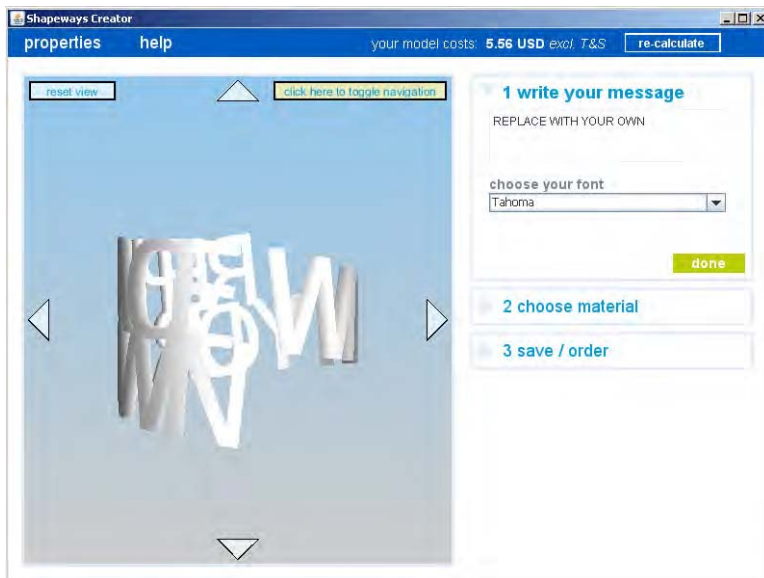 Shapeways Creator
properties help your model costs: 5.56 USD excl. T&S re-calculate
reset view click here to toggle navigation
1 write your message
REPLACE WITH YOUR OWN
choose your font
Tahoma
done
2 choose material
3 save / order